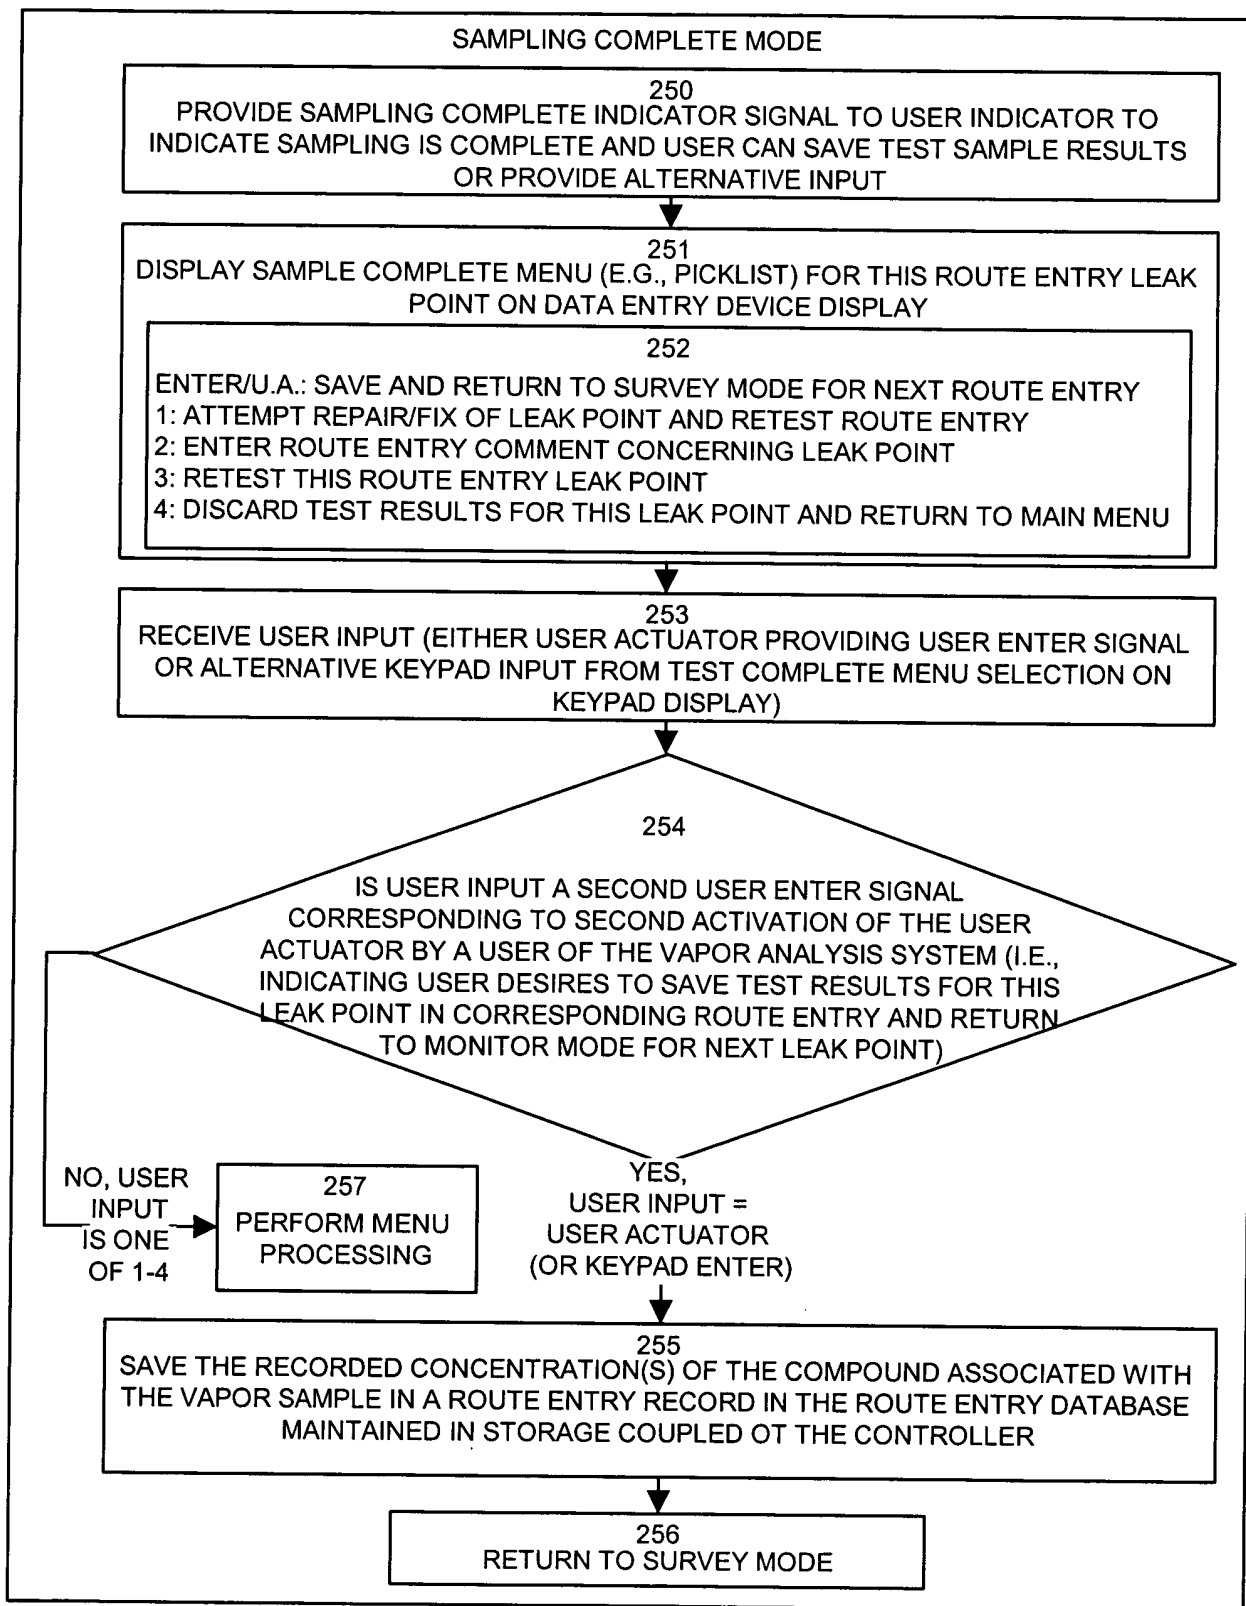 SAMPLING COMPLETE MODE
250
PROVIDE SAMPLING COMPLETE INDICATOR SIGNAL TO USER INDICATOR TO
INDICATE SAMPLING IS COMPLETE AND USER CAN SAVE TEST SAMPLE RESULTS
OR PROVIDE ALTERNATIVE INPUT
251
DISPLAY SAMPLE COMPLETE MENU (E.G., PICKLIST) FOR THIS ROUTE ENTRY LEAK
POINT ON DATA ENTRY DEVICE DISPLAY
252
ENTER/U.A.: SAVE AND RETURN TO SURVEY MODE FOR NEXT ROUTE ENTRY
1: ATTEMPT REPAIR/FIX OF LEAK POINT AND RETEST ROUTE ENTRY
2: ENTER ROUTE ENTRY COMMENT CONCERNING LEAK POINT
3: RETEST THIS ROUTE ENTRY LEAK POINT
4: DISCARD TEST RESULTS FOR THIS LEAK POINT AND RETURN TO MAIN MENU
253
RECEIVE USER INPUT (EITHER USER ACTUATOR PROVIDING USER ENTER SIGNAL
OR ALTERNATIVE KEYPAD INPUT FROM TEST COMPLETE MENU SELECTION ON
KEYPAD DISPLAY)
254
IS USER INPUT A SECOND USER ENTER SIGNAL
CORRESPONDING TO SECOND ACTIVATION OF THE USER
ACTUATOR BY A USER OF THE VAPOR ANALYSIS SYSTEM (I.E.,
INDICATING USER DESIRES TO SAVE TEST RESULTS FOR THIS
LEAK POINT IN CORRESPONDING ROUTE ENTRY AND RETURN
TO MONITOR MODE FOR NEXT LEAK POINT)
NO, USER
INPUT
IS ONE
OF 1-4
257
PERFORM MENU
PROCESSING
YES,
USER INPUT =
USER ACTUATOR
(OR KEYPAD ENTER)
255
SAVE THE RECORDED CONCENTRATION(S) OF THE COMPOUND ASSOCIATED WITH
THE VAPOR SAMPLE IN A ROUTE ENTRY RECORD IN THE ROUTE ENTRY DATABASE
MAINTAINED IN STORAGE COUPLED OT THE CONTROLLER
256
RETURN TO SURVEY MODE